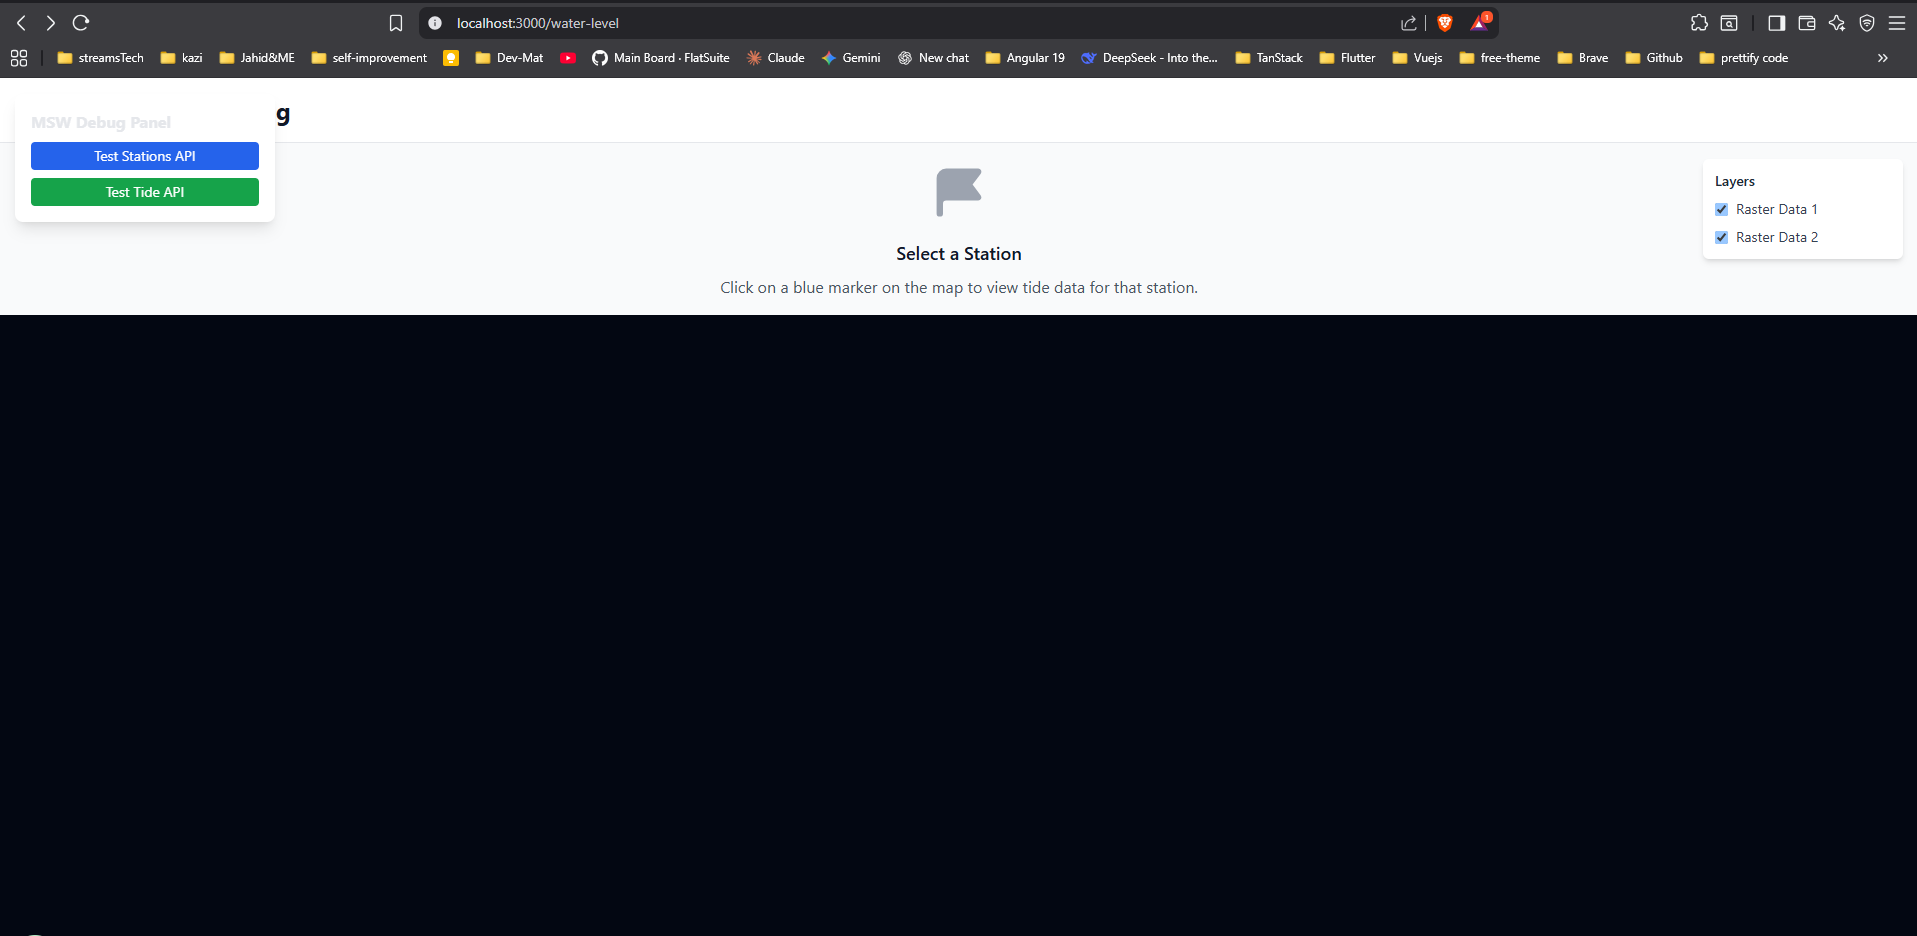 localhost:3000/water-level
1
streamsTech kazi Jahid&ME self-improvement Dev-Mat Main Board · FlatSuite Claude Gemini New chat Angular 19 DeepSeek - Into the... TanStack Flutter Vuejs free-theme Brave Github prettify code
g
MSW Debug Panel
Test Stations API
Test Tide API
Select a Station
Click on a blue marker on the map to view tide data for that station.
Layers
Raster Data 1
Raster Data 2